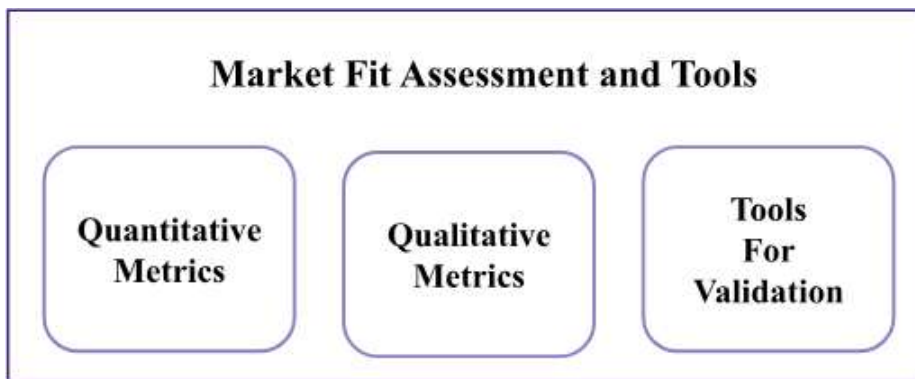 Market Fit Assessment and Tools
Quantitative
Metrics
Qualitative
Metrics
Tools
For
Validation